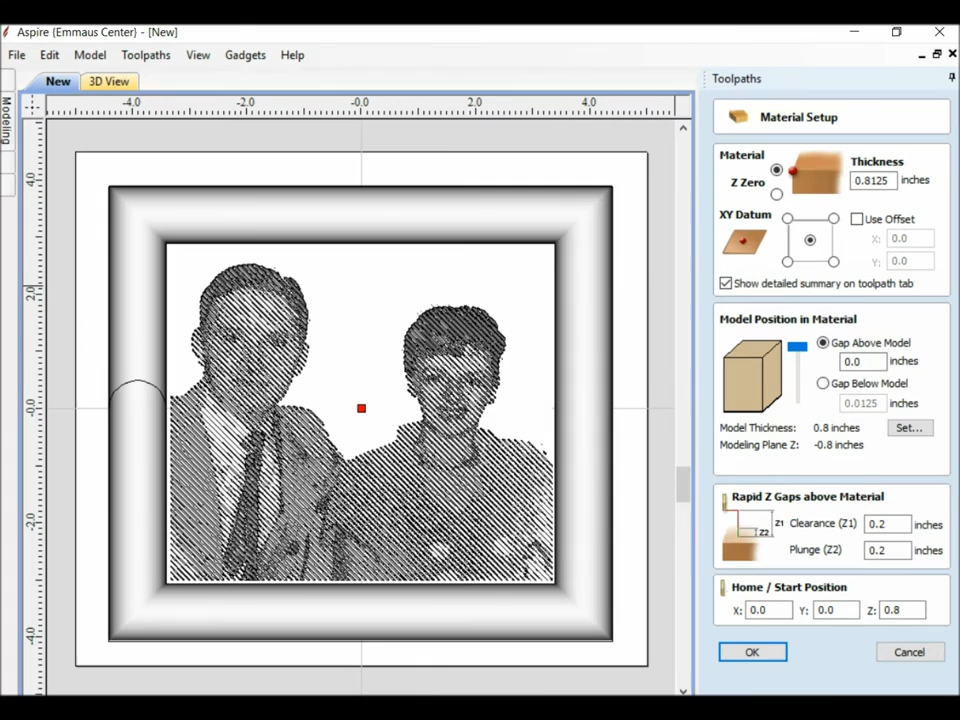 Aspire {Emmaus Center} - [New]
File Edit Model Toolpaths View Gadgets Help
New 3D View
Toolpaths
Modeling
-4.0 -2.0 -0.0 2.0 4.0
4.0
2.0
-0.0
-2.0
-4.0
Material Setup
Material
Z Zero
Thickness
0.8125 inches
XY Datum
Use Offset
X: 0.0
Y: 0.0
Show detailed summary on toolpath tab
Model Position in Material
Gap Above Model
0.0 inches
Gap Below Model
0.0125 inches
Model Thickness: 0.8 inches
Set...
Modeling Plane Z: -0.8 inches
Rapid Z Gaps above Material
Z1
Z2
Clearance (Z1) 0.2 inches
Plunge (Z2) 0.2 inches
Home / Start Position
X: 0.0 Y: 0.0 Z: 0.8
OK Cancel